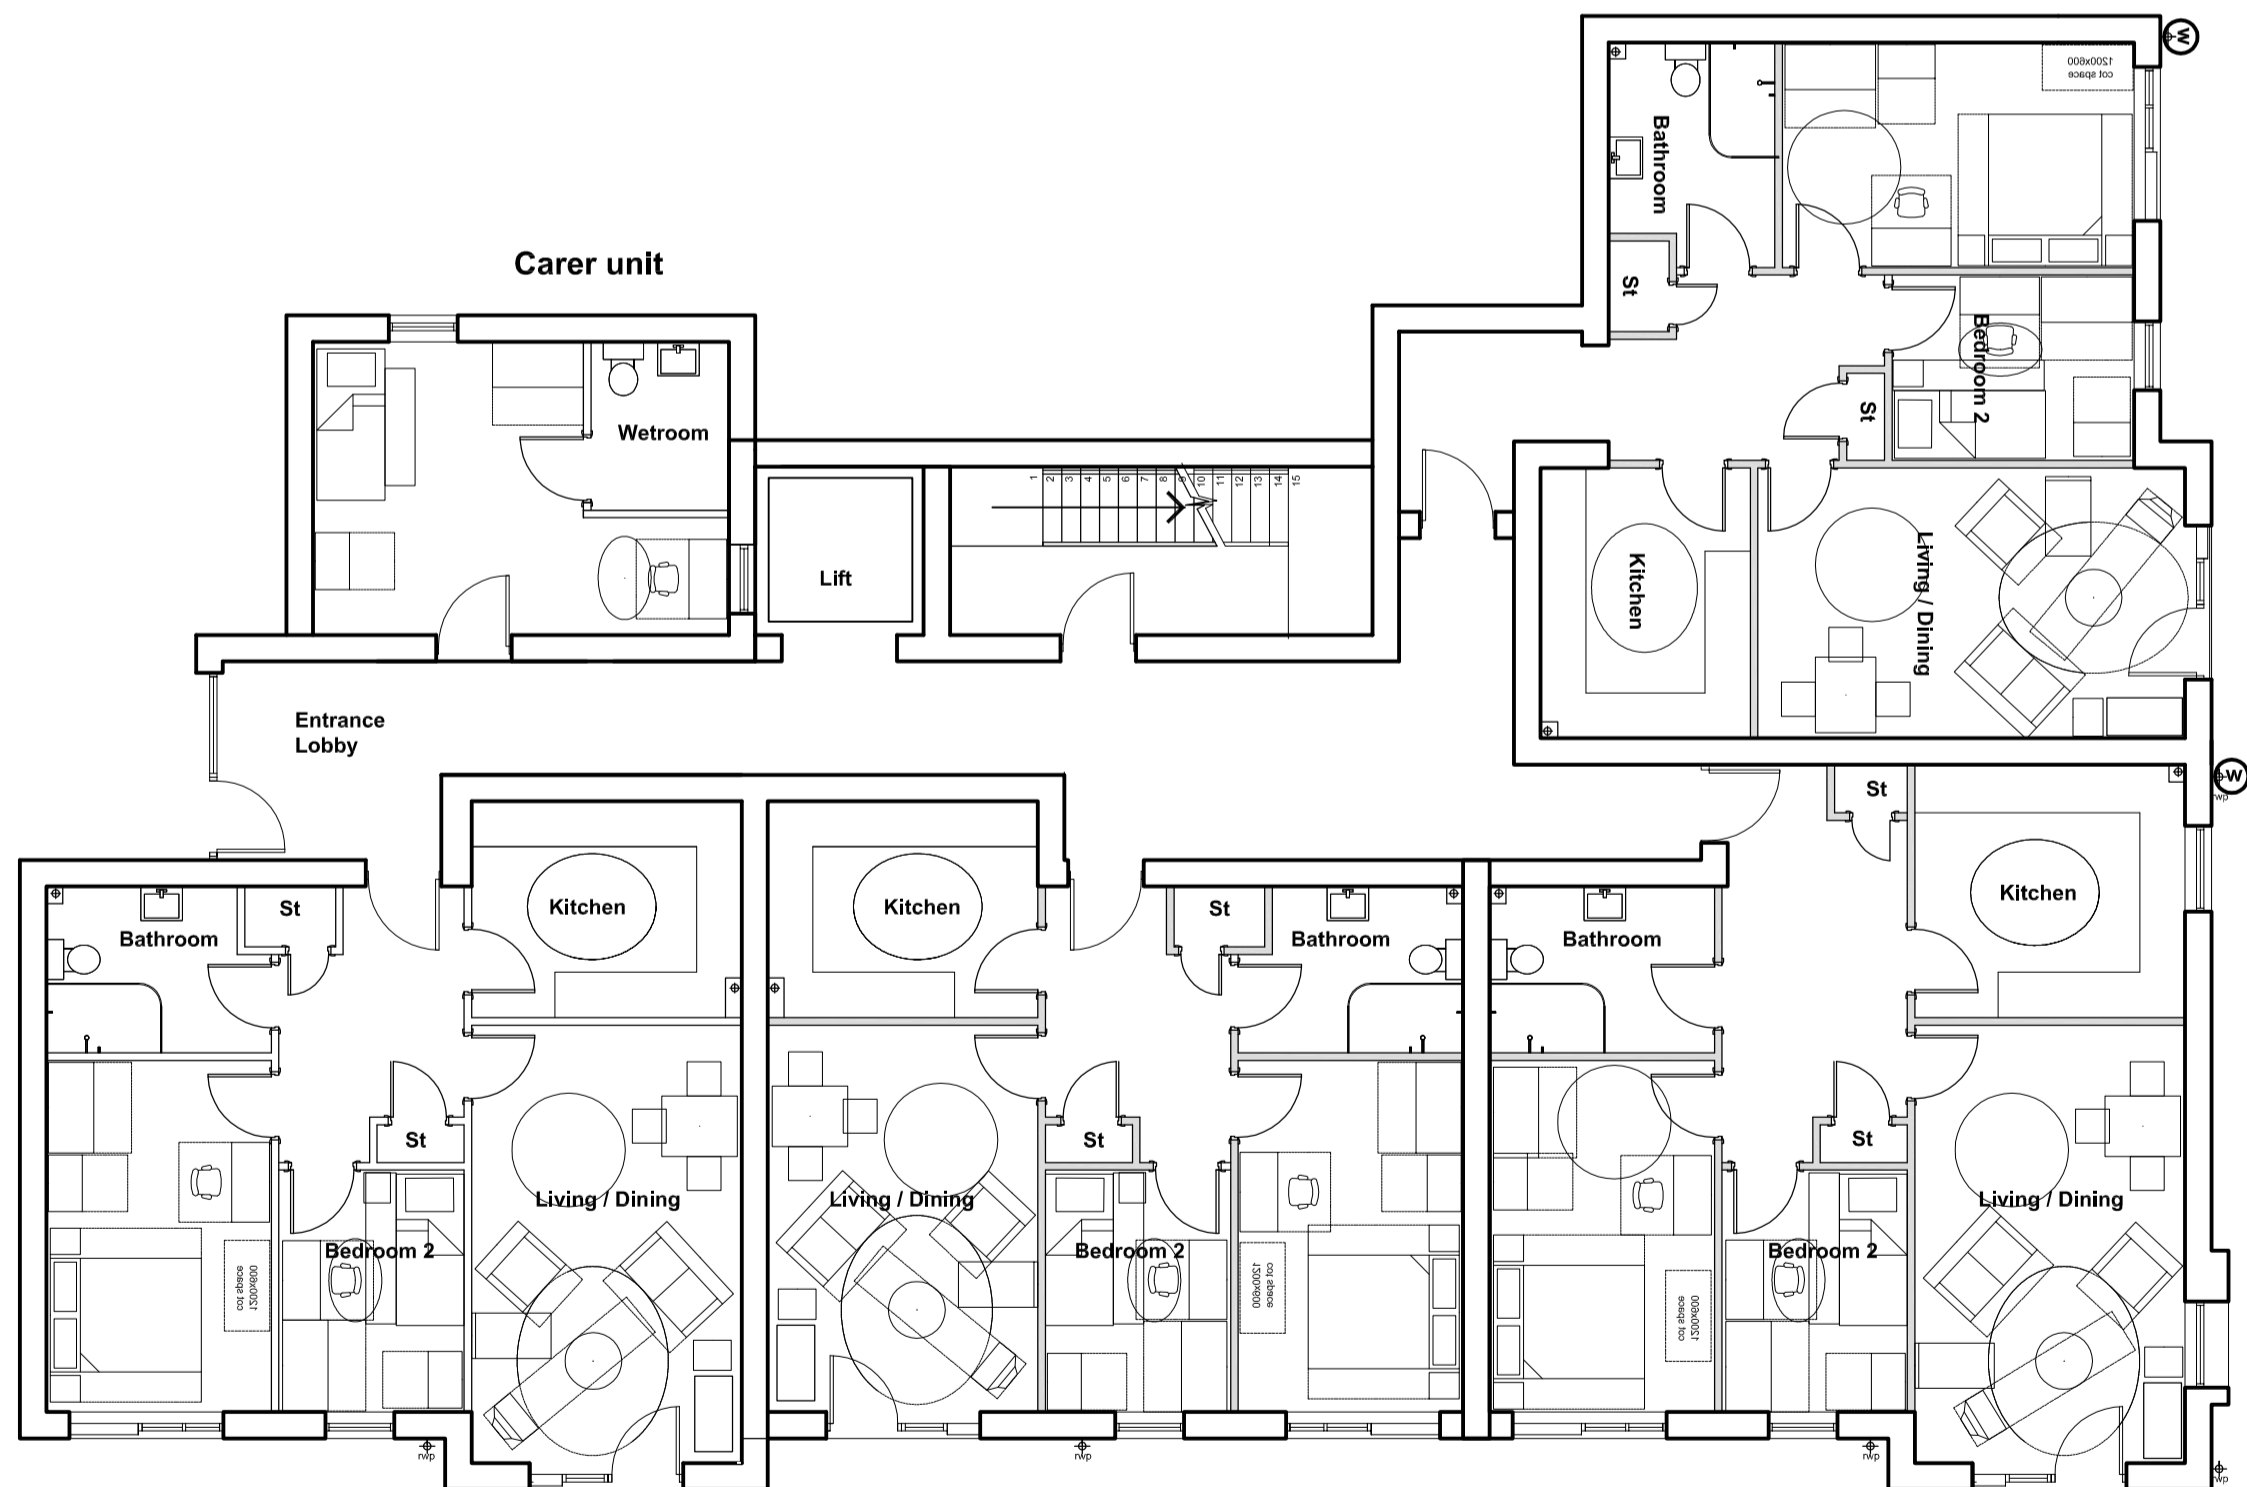 W
1200x600
cot space
Bathroom
Carer unit
St
Bedroom 2
St
Wetroom
1
2
3
4
5
6
7
8
9
10
11
12
13
14
15
Lift
Kitchen
Living / Dining
Entrance
Lobby
W
rwp
St
Kitchen
Kitchen
Kitchen
St
Bathroom
St
Bathroom
Bathroom
St
St
St
Living / Dining
Living / Dining
Living / Dining
Bedroom 2
Bedroom 2
Bedroom 2
1200x600
cot space
1200x600
cot space
1200x600
cot space
rwp
rwp
rwp
rwp